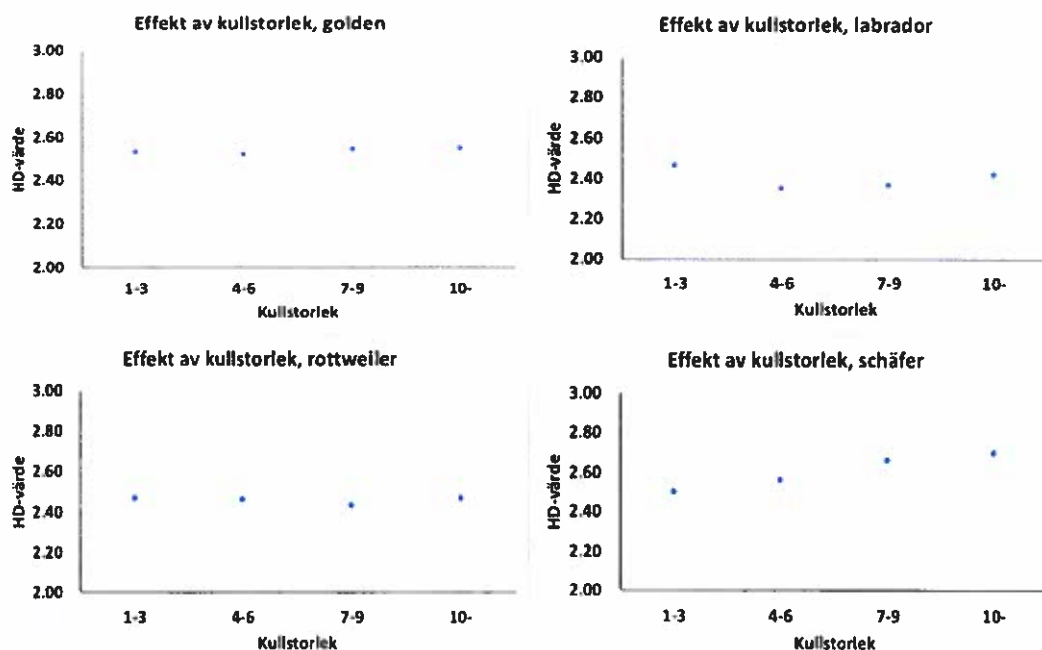 Effekt av kullstorlek, golden
HD-värde
3.00
2.80
2.60
2.40
2.20
2.00
1-3 4-6 7-9 10-
Kullstorlek
Effekt av kullstorlek, labrador
HD-värde
3.00
2.80
2.60
2.40
2.20
2.00
1-3 4-6 7-9 10-
Kullstorlek
Effekt av kullstorlek, rottweiler
HD-värde
3.00
2.80
2.60
2.40
2.20
2.00
1-3 4-6 7-9 10-
Kullstorlek
Effekt av kullstorlek, schäfer
HD-värde
3.00
2.80
2.60
2.40
2.20
2.00
1-3 4-6 7-9 10-
Kullstorlek